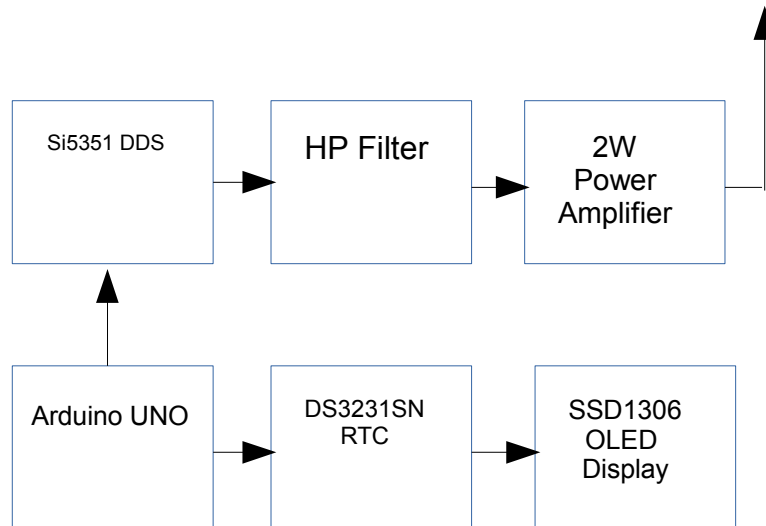 Si5351 DDS
HP Filter
2W
Power
Amplifier
Arduino UNO
DS3231SN
RTC
SSD1306
OLED
Display